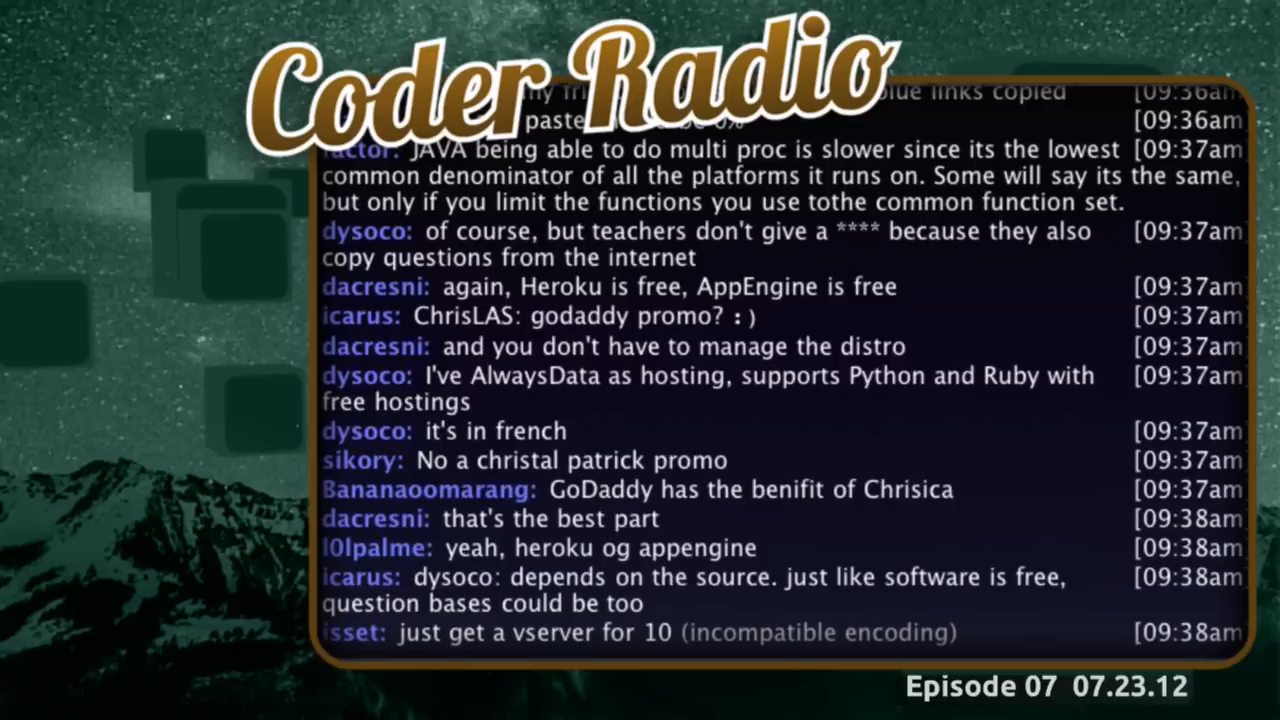 Coder Radio
blue links copied [09:36am
paste [09:36am
factor: JAVA being able to do multi proc is slower since its the lowest [09:37am
common denominator of all the platforms it runs on. Some will say its the same,
but only if you limit the functions you use tothe common function set.
dysoco: of course, but teachers don't give a **** because they also [09:37am
copy questions from the internet
dacresni: again, Heroku is free, AppEngine is free [09:37am
icarus: ChrisLAS: godaddy promo? :) [09:37am
dacresni: and you don't have to manage the distro [09:37am
dysoco: I've AlwaysData as hosting, supports Python and Ruby with [09:37am
free hostings
dysoco: it's in french [09:37am
sikory: No a christal patrick promo [09:37am
Bananaoomarang: GoDaddy has the benifit of Chrisica [09:37am
dacresni: that's the best part [09:38am
l0lpalme: yeah, heroku og appengine [09:38am
icarus: dysoco: depends on the source. just like software is free, [09:38am
question bases could be too
isset: just get a vserver for 10 (incompatible encoding) [09:38am
Episode 07 07.23.12